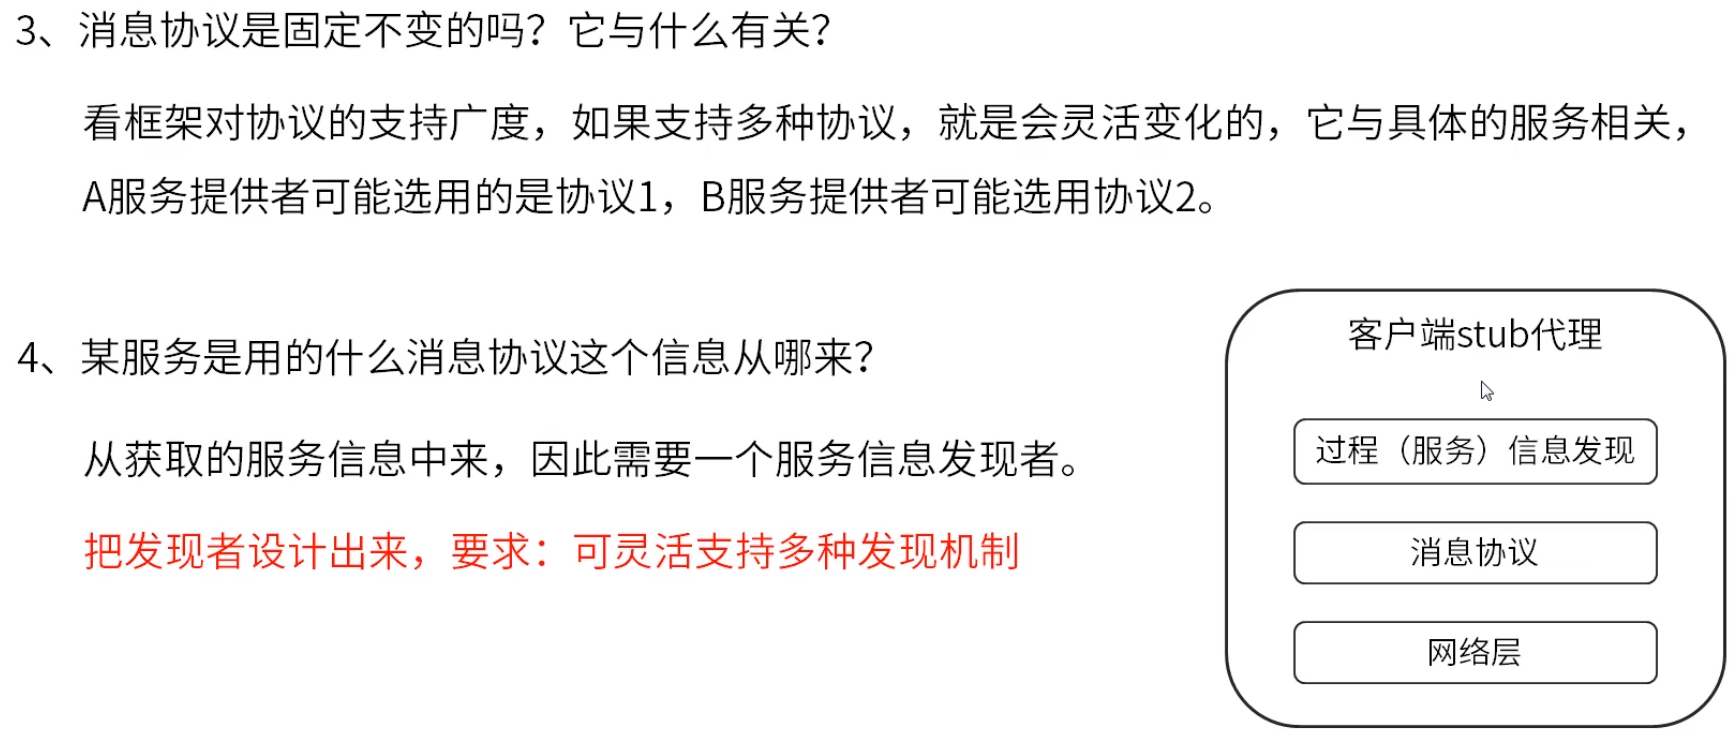 3、消息协议是固定不变的吗？它与什么有关？
看框架对协议的支持广度，如果支持多种协议，就是会灵活变化的，它与具体的服务相关，
A服务提供者可能选用的是协议1，B服务提供者可能选用协议2。
4、某服务是用的什么消息协议这个信息从哪来？
从获取的服务信息中来，因此需要一个服务信息发现者。
把发现者设计出来，要求：可灵活支持多种发现机制
客户端stub代理
过程（服务）信息发现
消息协议
网络层